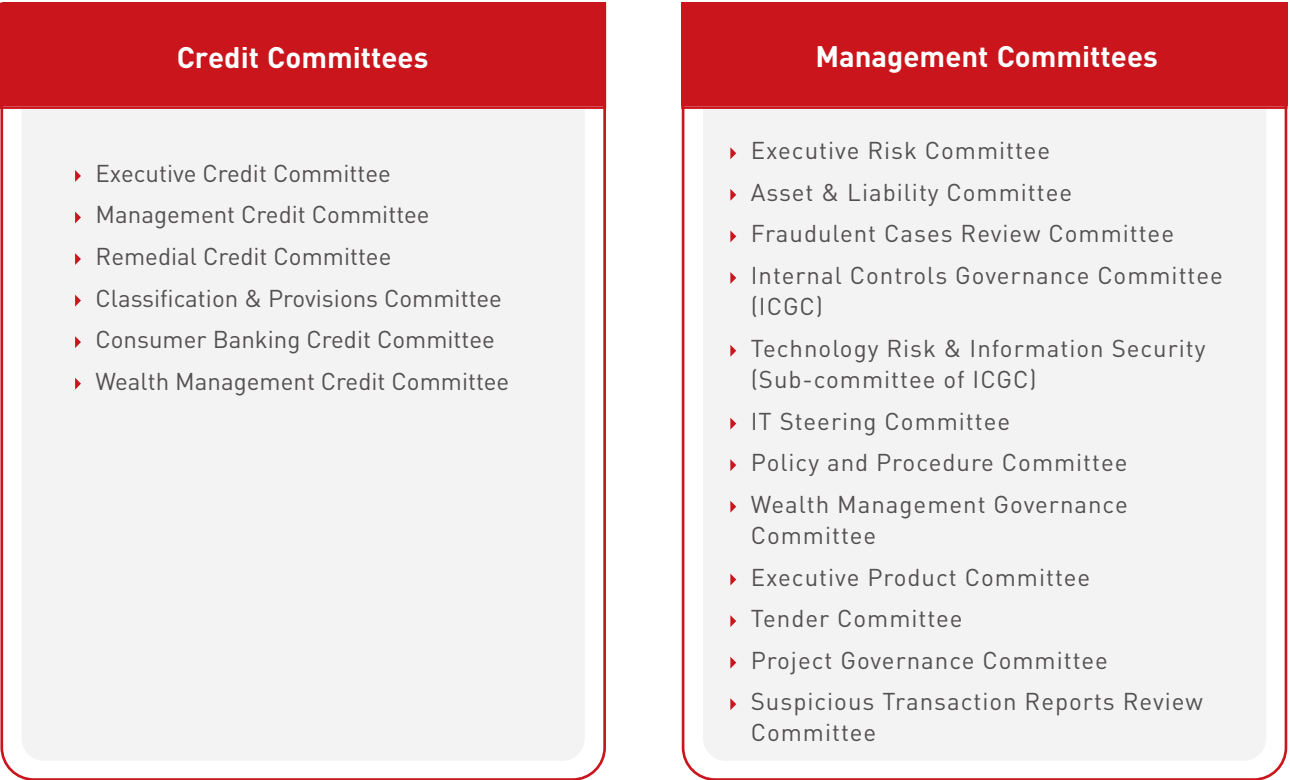 Credit Committees
Executive Credit Committee
Management Credit Committee
Remedial Credit Committee
Classification & Provisions Committee
Consumer Banking Credit Committee
Wealth Management Credit Committee
Management Committees
Executive Risk Committee
Asset & Liability Committee
Fraudulent Cases Review Committee
Internal Controls Governance Committee
(ICGC)
Technology Risk & Information Security
(Sub-committee of ICGC)
IT Steering Committee
Policy and Procedure Committee
Wealth Management Governance
Committee
Executive Product Committee
Tender Committee
Project Governance Committee
Suspicious Transaction Reports Review
Committee